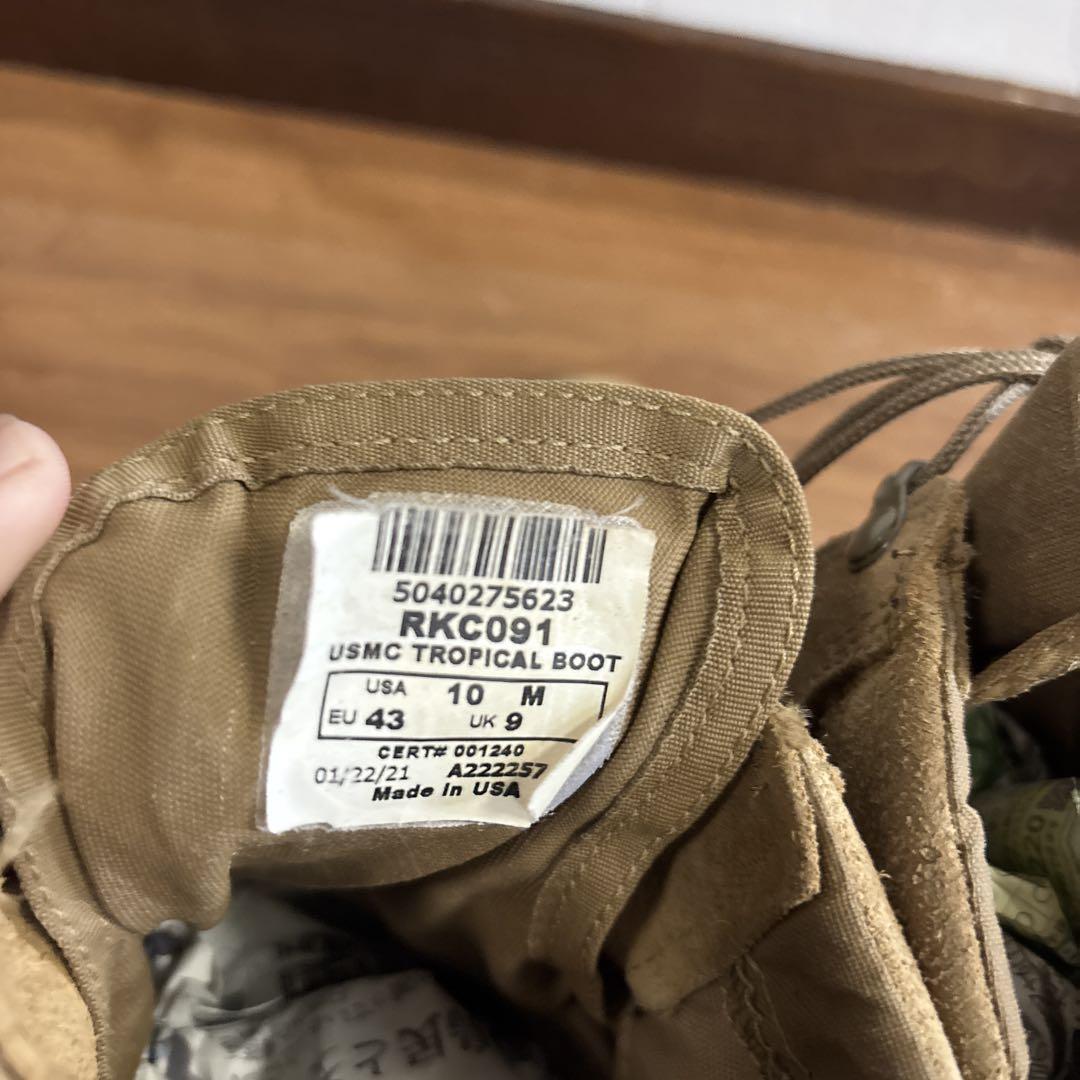 5040275623
RKC091
USMC TROPICAL BOOT
USA 10 M
EU 43 UK 9
CERT# 001240
01/22/21 A222257
Made in USA